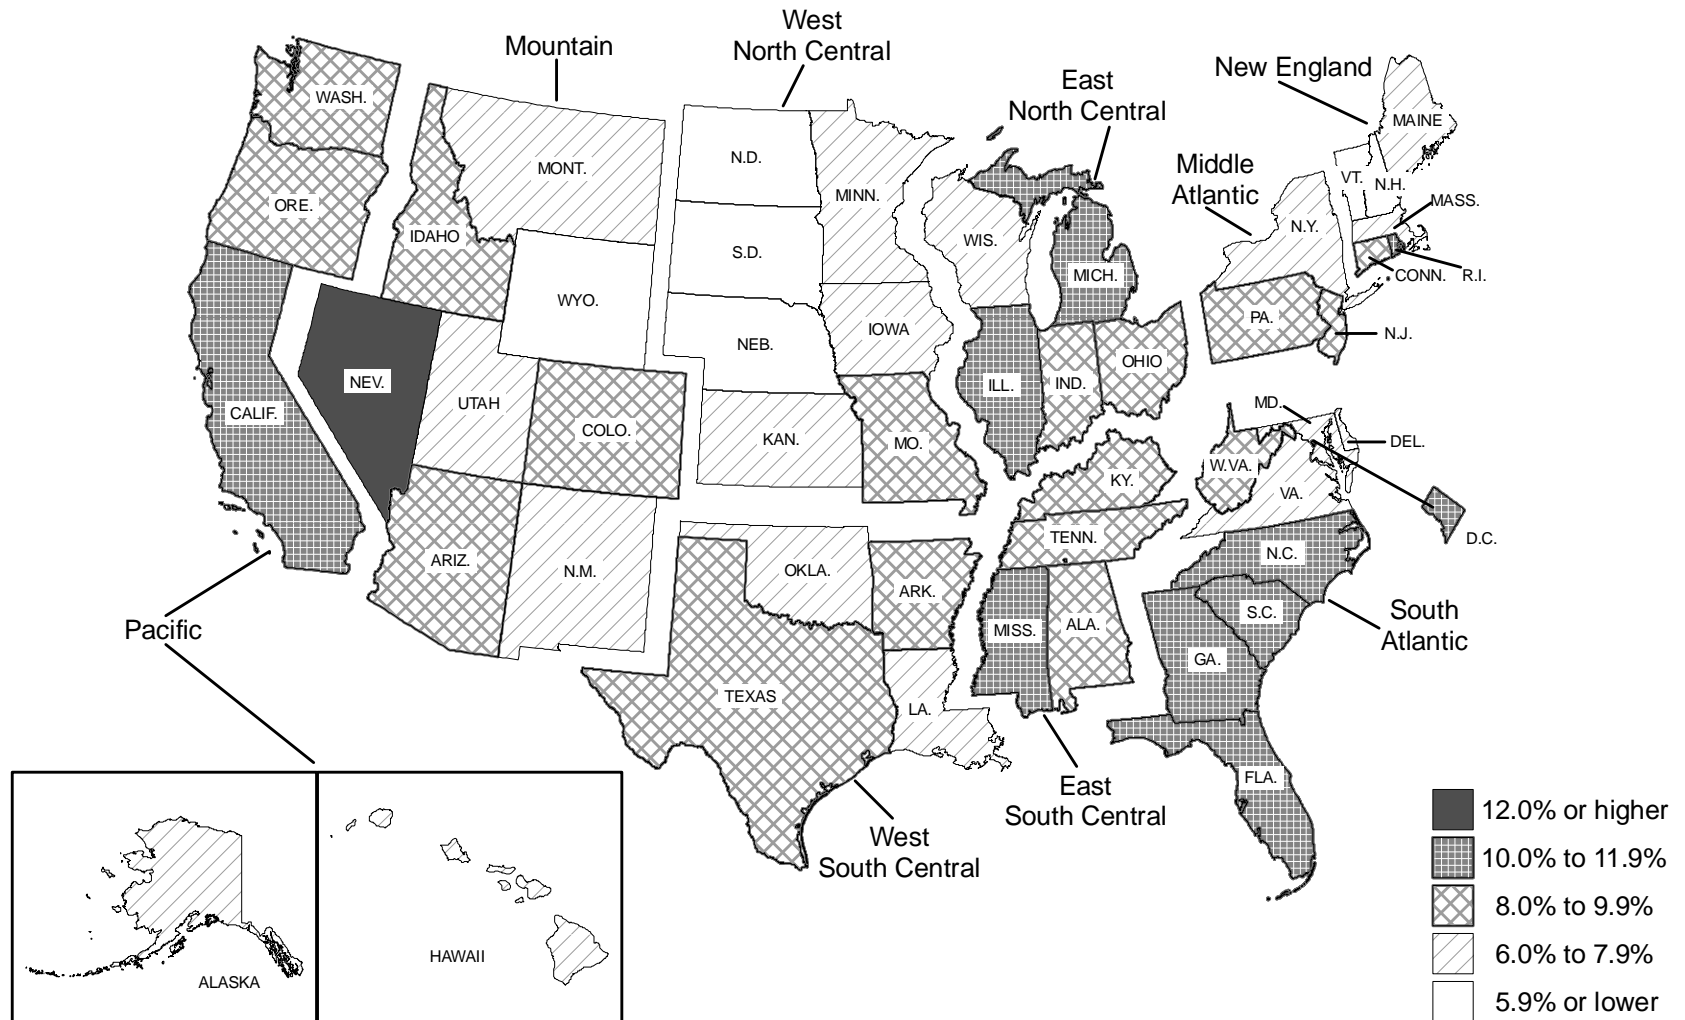 West
North Central
Mountain
East
North Central
New England
Middle
Atlantic
WASH.
MONT.
N.D.
MINN.
MAINE
VT.
N.H.
MASS.
ORE.
IDAHO
S.D.
WIS.
N.Y.
MICH.
CONN.
R.I.
WYO.
NEB.
IOWA
PA.
N.J.
NEV.
UTAH
ILL.
IND.
OHIO
CALIF.
COLO.
KAN.
MO.
MD.
DEL.
W.VA.
KY.
VA.
D.C.
ARIZ.
N.M.
OKLA.
ARK.
TENN.
N.C.
S.C.
MISS.
ALA.
GA.
South
Atlantic
Pacific
TEXAS
LA.
FLA.
East
South Central
West
South Central
HAWAII
ALASKA
12.0% or higher
10.0% to 11.9%
8.0% to 9.9%
6.0% to 7.9%
5.9% or lower